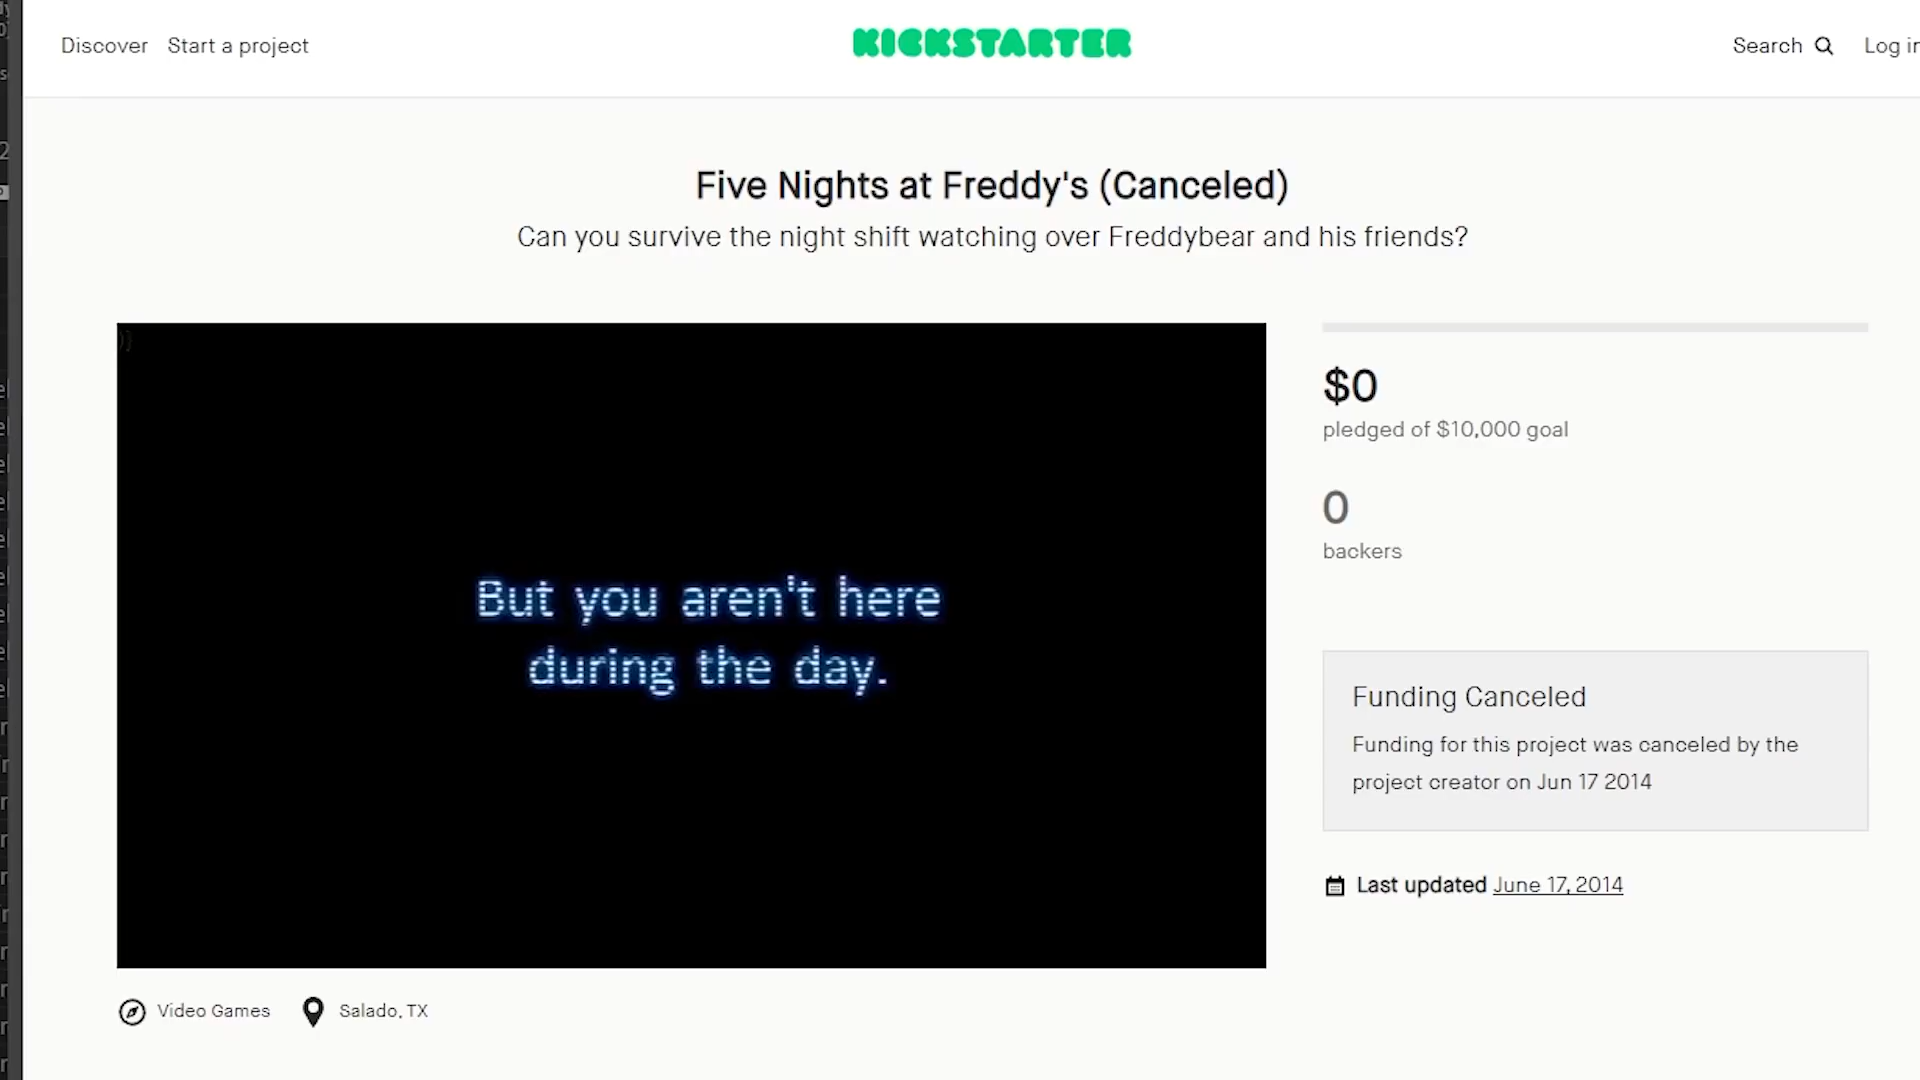 Discover Start a project KICKSTARTER Search Log in
Five Nights at Freddy's (Canceled)
Can you survive the night shift watching over Freddybear and his friends?
But you aren't here
during the day.
$0
pledged of $10,000 goal
0
backers
Funding Canceled
Funding for this project was canceled by the
project creator on Jun 17 2014
Last updated June 17, 2014
Video Games Salado, TX